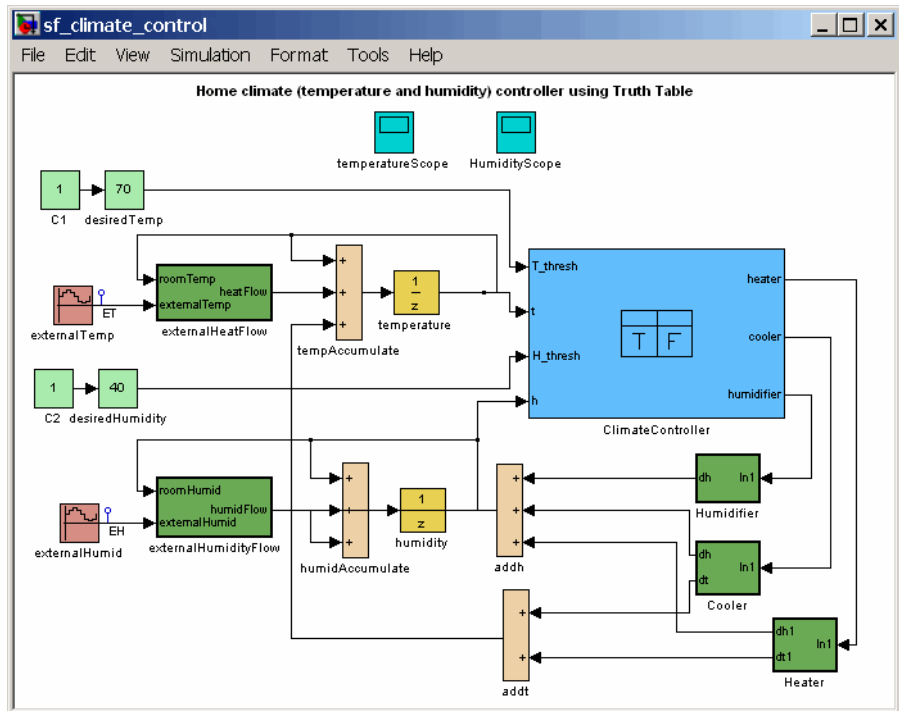 sf_climate_control
File Edit View Simulation Format Tools Help
Home climate (temperature and humidity) controller using Truth Table
temperatureScope
HumidityScope
1
C1
70
desiredTemp
externalTemp
ET
roomTemp
heatFlow
externalTemp
externalHeatFlow
+
+
+
tempAccumulate
1
z
temperature
T_thresh
t
H_thresh
h
T F
heater
cooler
humidifier
ClimateController
1
C2
40
desiredHumidity
externalHumid
EH
roomHumid
humidFlow
externalHumid
externalHumidityFlow
+
+
+
humidAccumulate
1
z
humidity
+
+
+
addh
dh In1
Humidifier
dh
In1
dt
Cooler
+
+
addt
dh1
In1
dt1
Heater